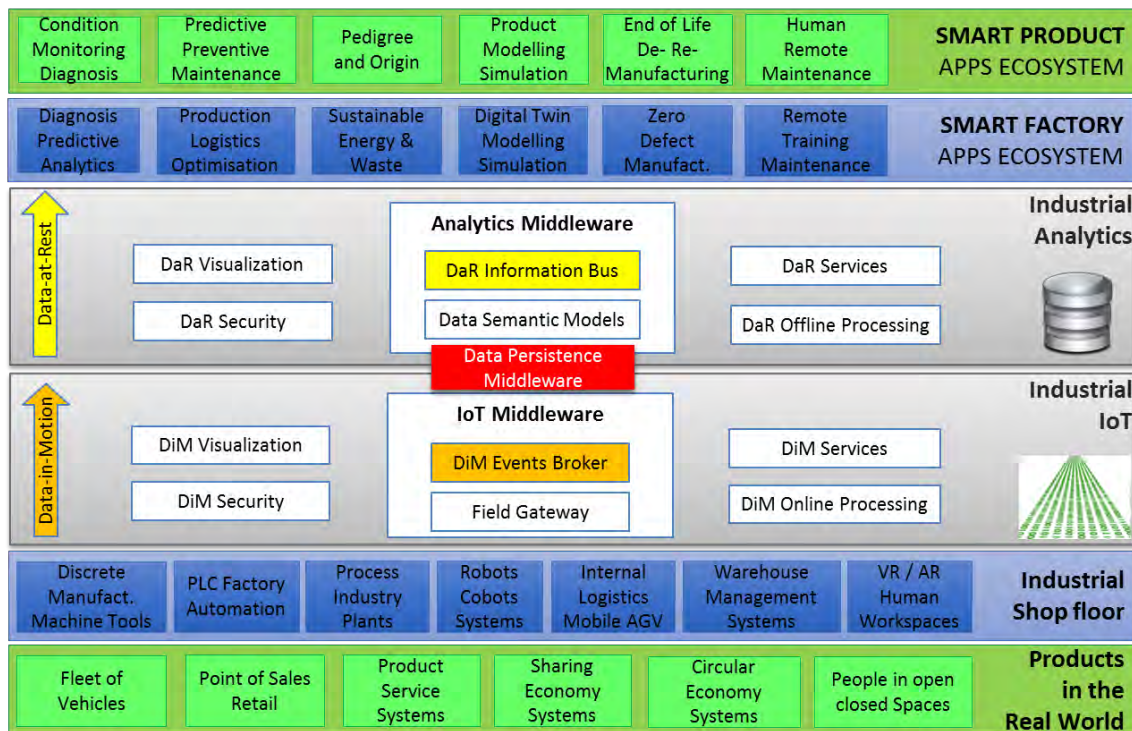 Condition
Monitoring
Diagnosis
Predictive
Preventive
Maintenance
Pedigree
and Origin
Product
Modelling
Simulation
End of Life
De- Re-
Manufacturing
Human
Remote
Maintenance
SMART PRODUCT
APPS ECOSYSTEM
Diagnosis
Predictive
Analytics
Production
Logistics
Optimisation
Sustainable
Energy &
Waste
Digital Twin
Modelling
Simulation
Zero
Defect
Manufact.
Remote
Training
Maintenance
SMART FACTORY
APPS ECOSYSTEM
Data-at-Rest
DaR Visualization
DaR Security
Analytics Middleware
DaR Information Bus
Data Semantic Models
DaR Services
DaR Offline Processing
Industrial
Analytics
Data Persistence
Middleware
Data-in-Motion
DiM Visualization
DiM Security
IoT Middleware
DiM Events Broker
Field Gateway
DiM Services
DiM Online Processing
Industrial
IoT
Discrete
Manufact.
Machine Tools
PLC Factory
Automation
Process
Industry
Plants
Robots
Cobots
Systems
Internal
Logistics
Mobile AGV
Warehouse
Management
Systems
VR / AR
Human
Workspaces
Industrial
Shop floor
Fleet of
Vehicles
Point of Sales
Retail
Product
Service
Systems
Sharing
Economy
Systems
Circular
Economy
Systems
People in open
closed Spaces
Products
in the
Real World